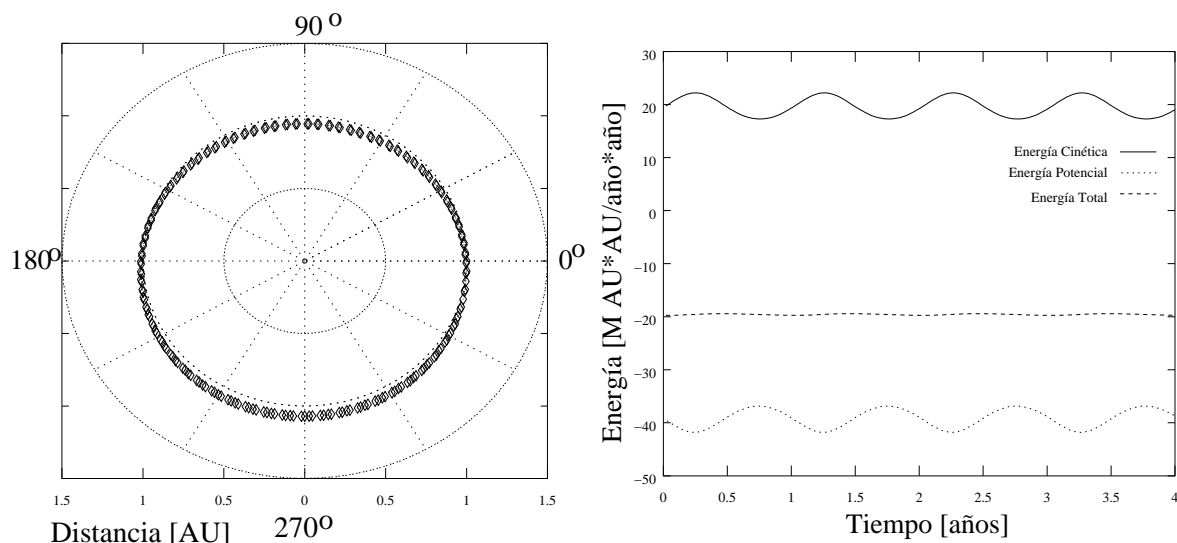 90 o
180o
0o
1.5 1 0.5 0 0.5 1 1.5
Distancia [AU] 270o
30
20
10
0
−10
−20
−30
−40
−50
Energía [M AU*AU/año*año]
Energía Cinética
Energía Potencial
Energía Total
0 0.5 1 1.5 2 2.5 3 3.5 4
Tiempo [años]